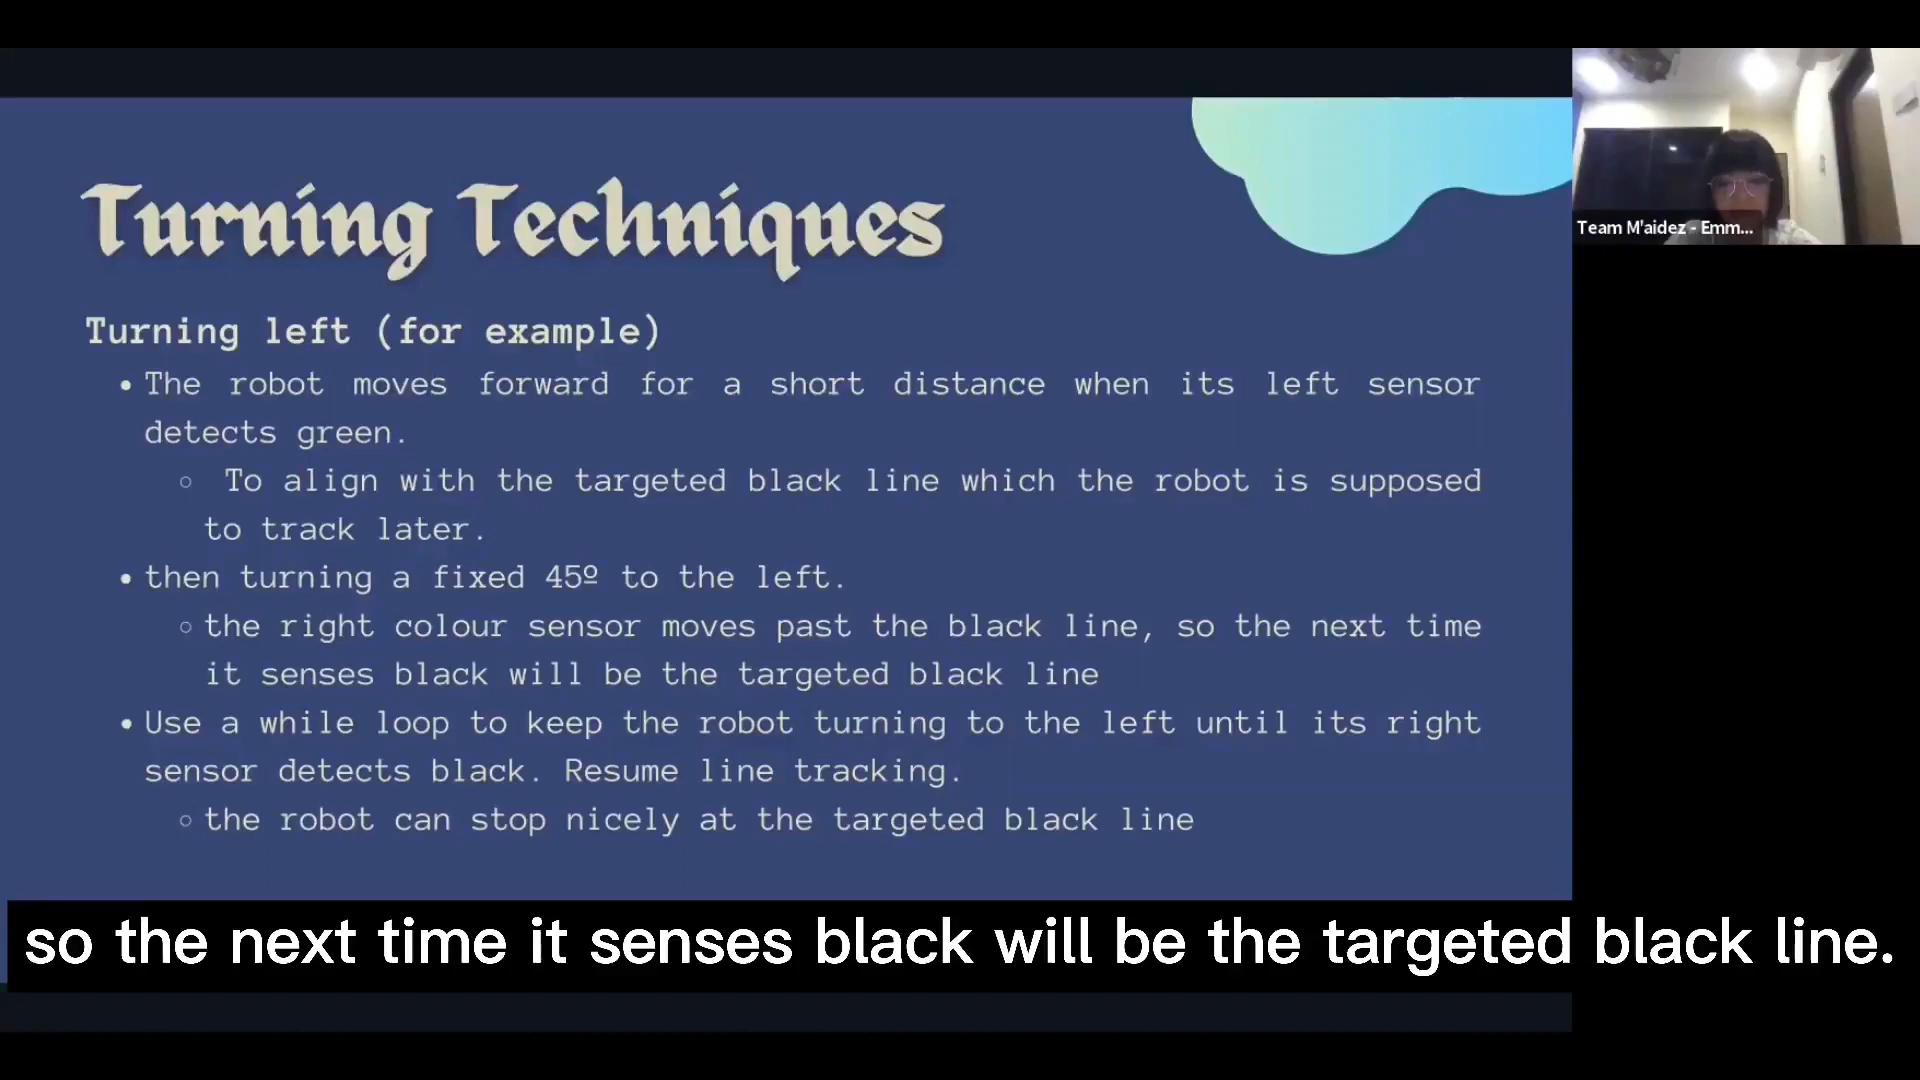 Turning Techniques
Turning left (for example)
• The robot moves forward for a short distance when its left sensor
detects green.
◦ To align with the targeted black line which the robot is supposed
to track later.
• then turning a fixed 45º to the left.
◦ the right colour sensor moves past the black line, so the next time
it senses black will be the targeted black line
• Use a while loop to keep the robot turning to the left until its right
sensor detects black. Resume line tracking.
◦ the robot can stop nicely at the targeted black line
Team M'aidez - Emm...
so the next time it senses black will be the targeted black line.